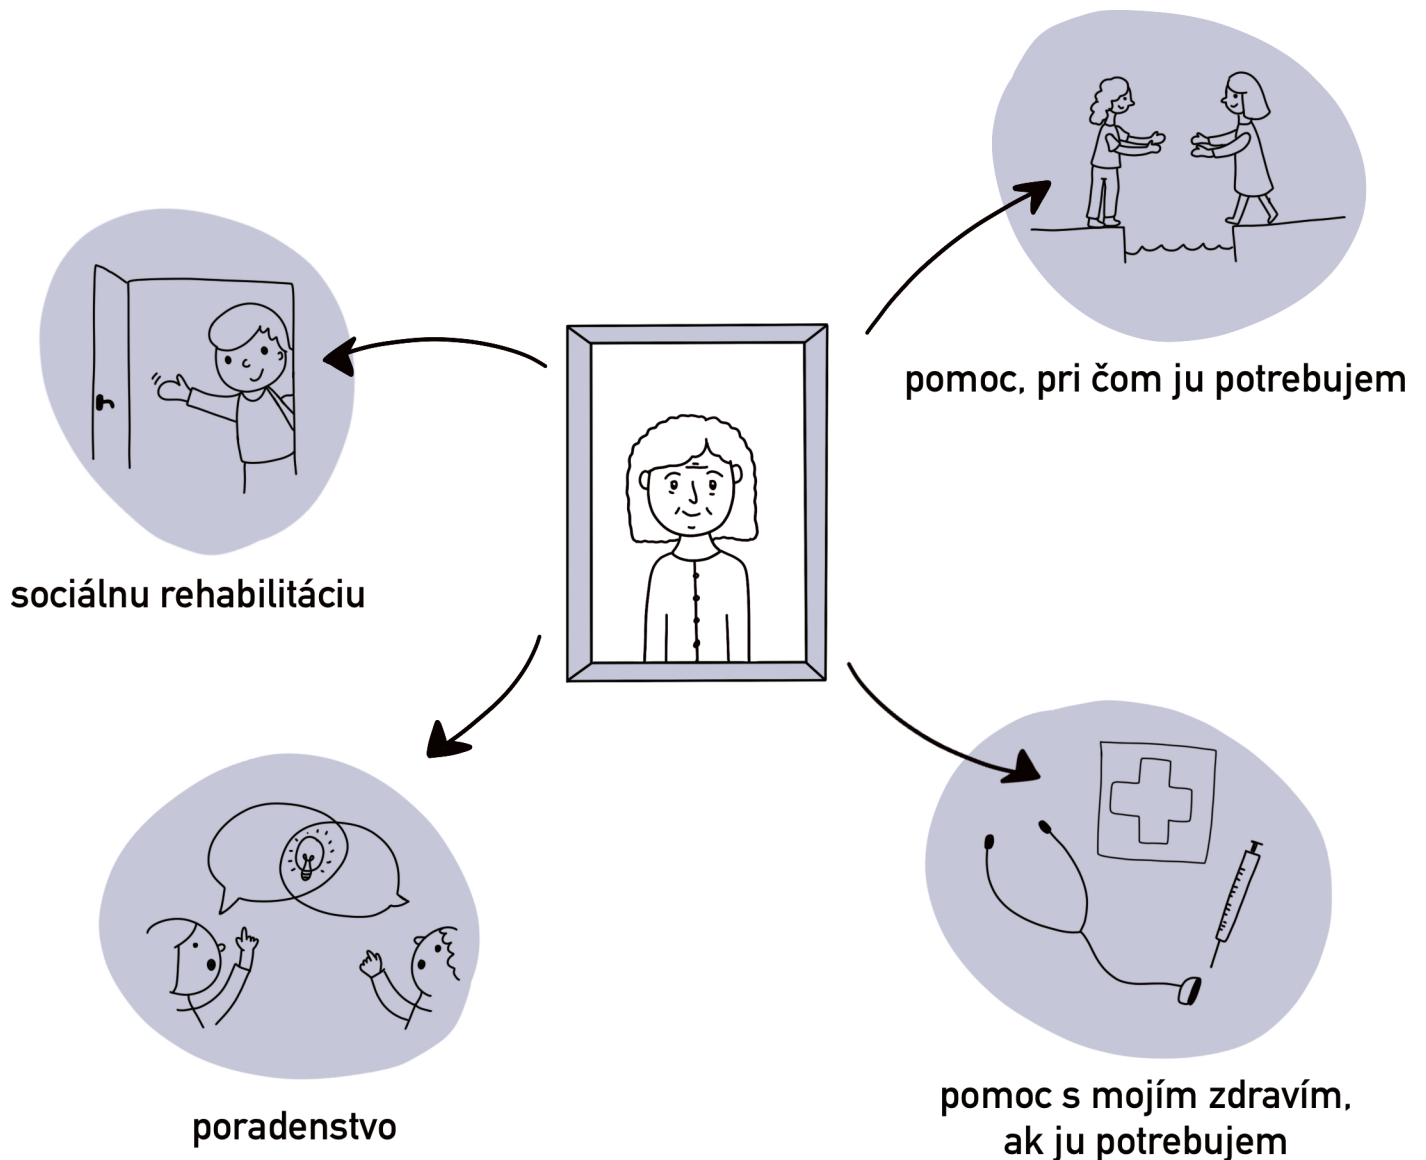 pomoc, pri čom ju potrebujem
sociálnu rehabilitáciu
poradenstvo
pomoc s mojím zdravím,
ak ju potrebujem